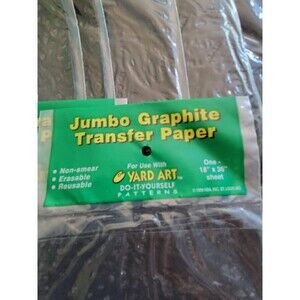 Jumbo Graphite
Transfer Paper
• Non-smear
• Erasable
• Reusable
For Use With
YARD ART™
DO-IT-YOURSELF
PATTERNS
One -
18" x 36"
sheet